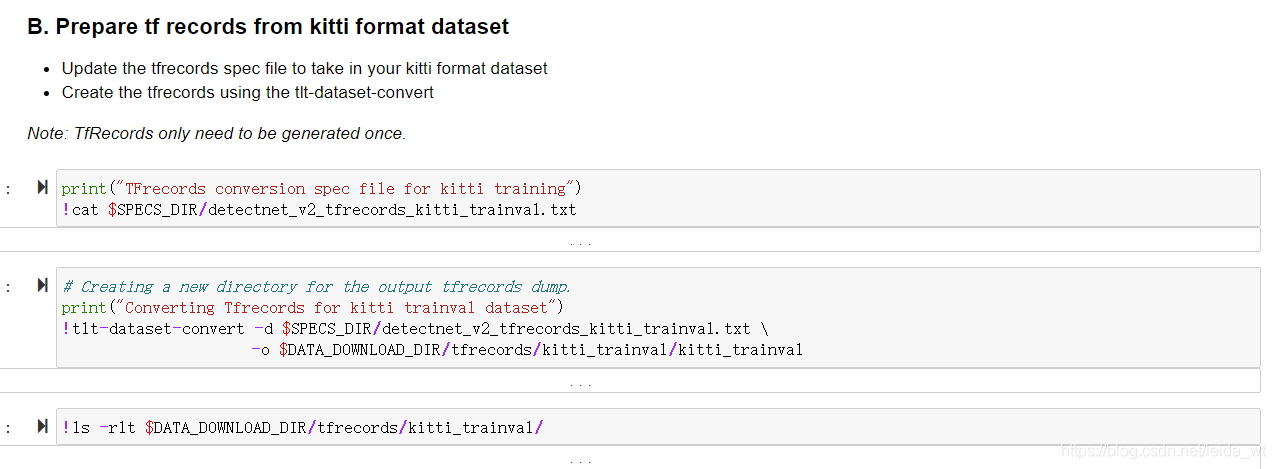 B. Prepare tf records from kitti format dataset
• Update the tfrecords spec file to take in your kitti format dataset
• Create the tfrecords using the tlt-dataset-convert
Note: TfRecords only need to be generated once.
:
print("TFrecords conversion spec file for kitti training")
!cat $SPECS_DIR/detectnet_v2_tfrecords_kitti_trainval.txt
...
:
# Creating a new directory for the output tfrecords dump.
print("Converting Tfrecords for kitti trainval dataset")
!tlt-dataset-convert -d $SPECS_DIR/detectnet_v2_tfrecords_kitti_trainval.txt \
-o $DATA_DOWNLOAD_DIR/tfrecords/kitti_trainval/kitti_trainval
...
:
!ls -rlt $DATA_DOWNLOAD_DIR/tfrecords/kitti_trainval/
...
https://blog.csdn.net/leida_wt